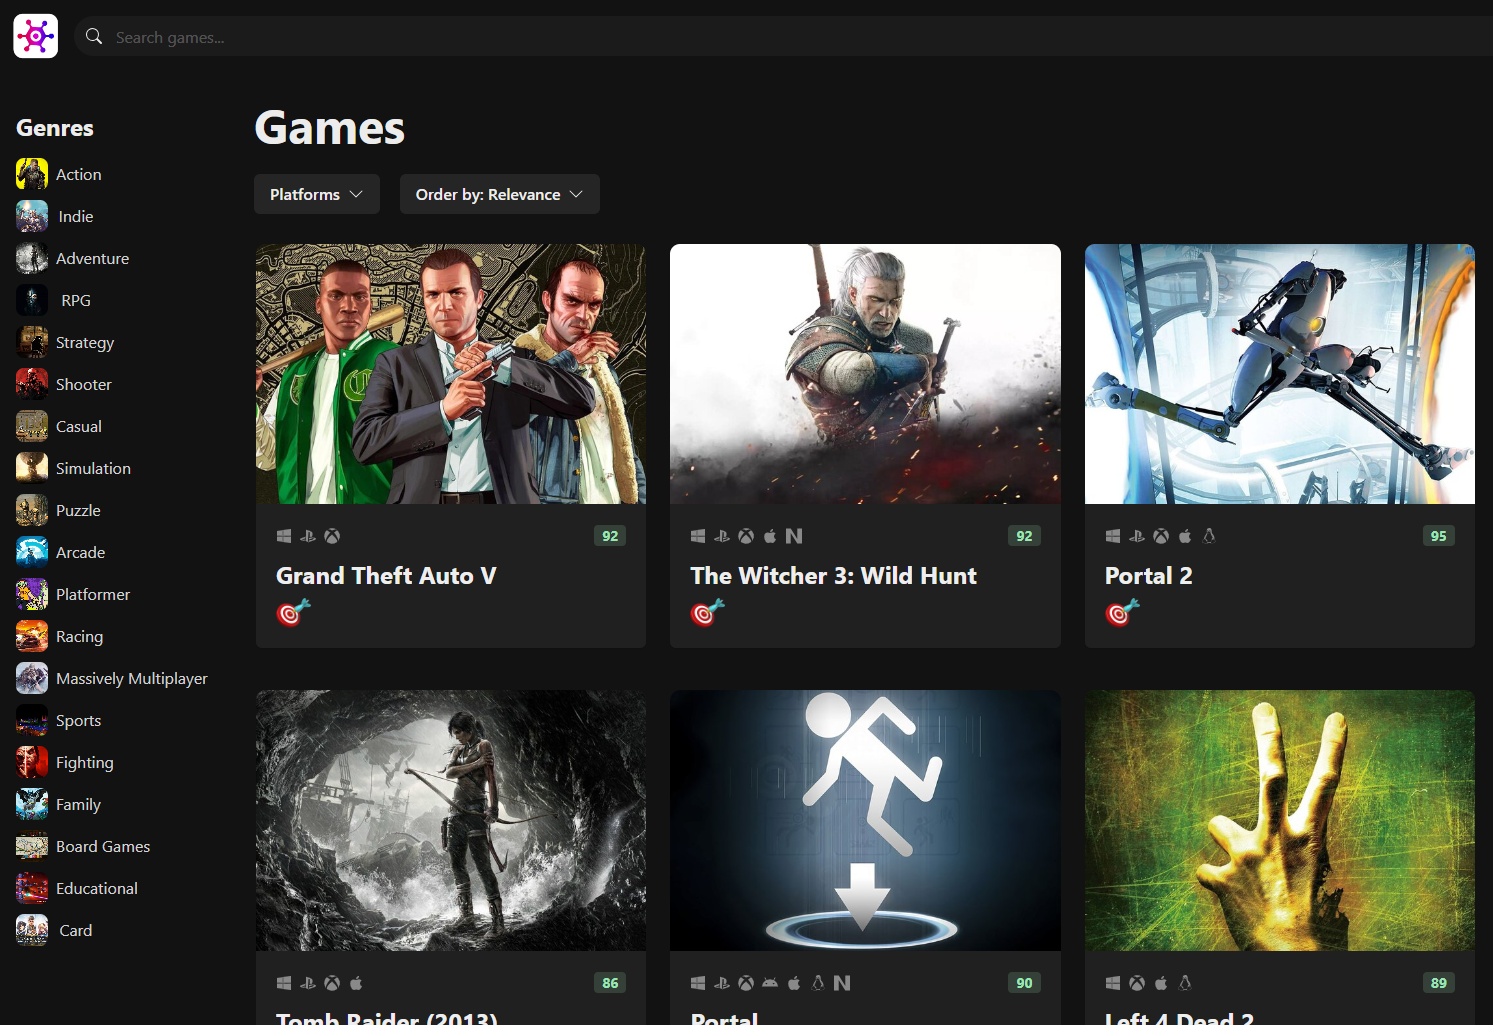 Search games...
Genres
Action
Indie
Adventure
RPG
Strategy
Shooter
Casual
Simulation
Puzzle
Arcade
Platformer
Racing
Massively Multiplayer
Sports
Fighting
Family
Board Games
Educational
Card
Games
Platforms
Order by: Relevance
92
Grand Theft Auto V
92
The Witcher 3: Wild Hunt
95
Portal 2
86
Tomb Raider (2013)
90
Portal
89
Left 4 Dead 2